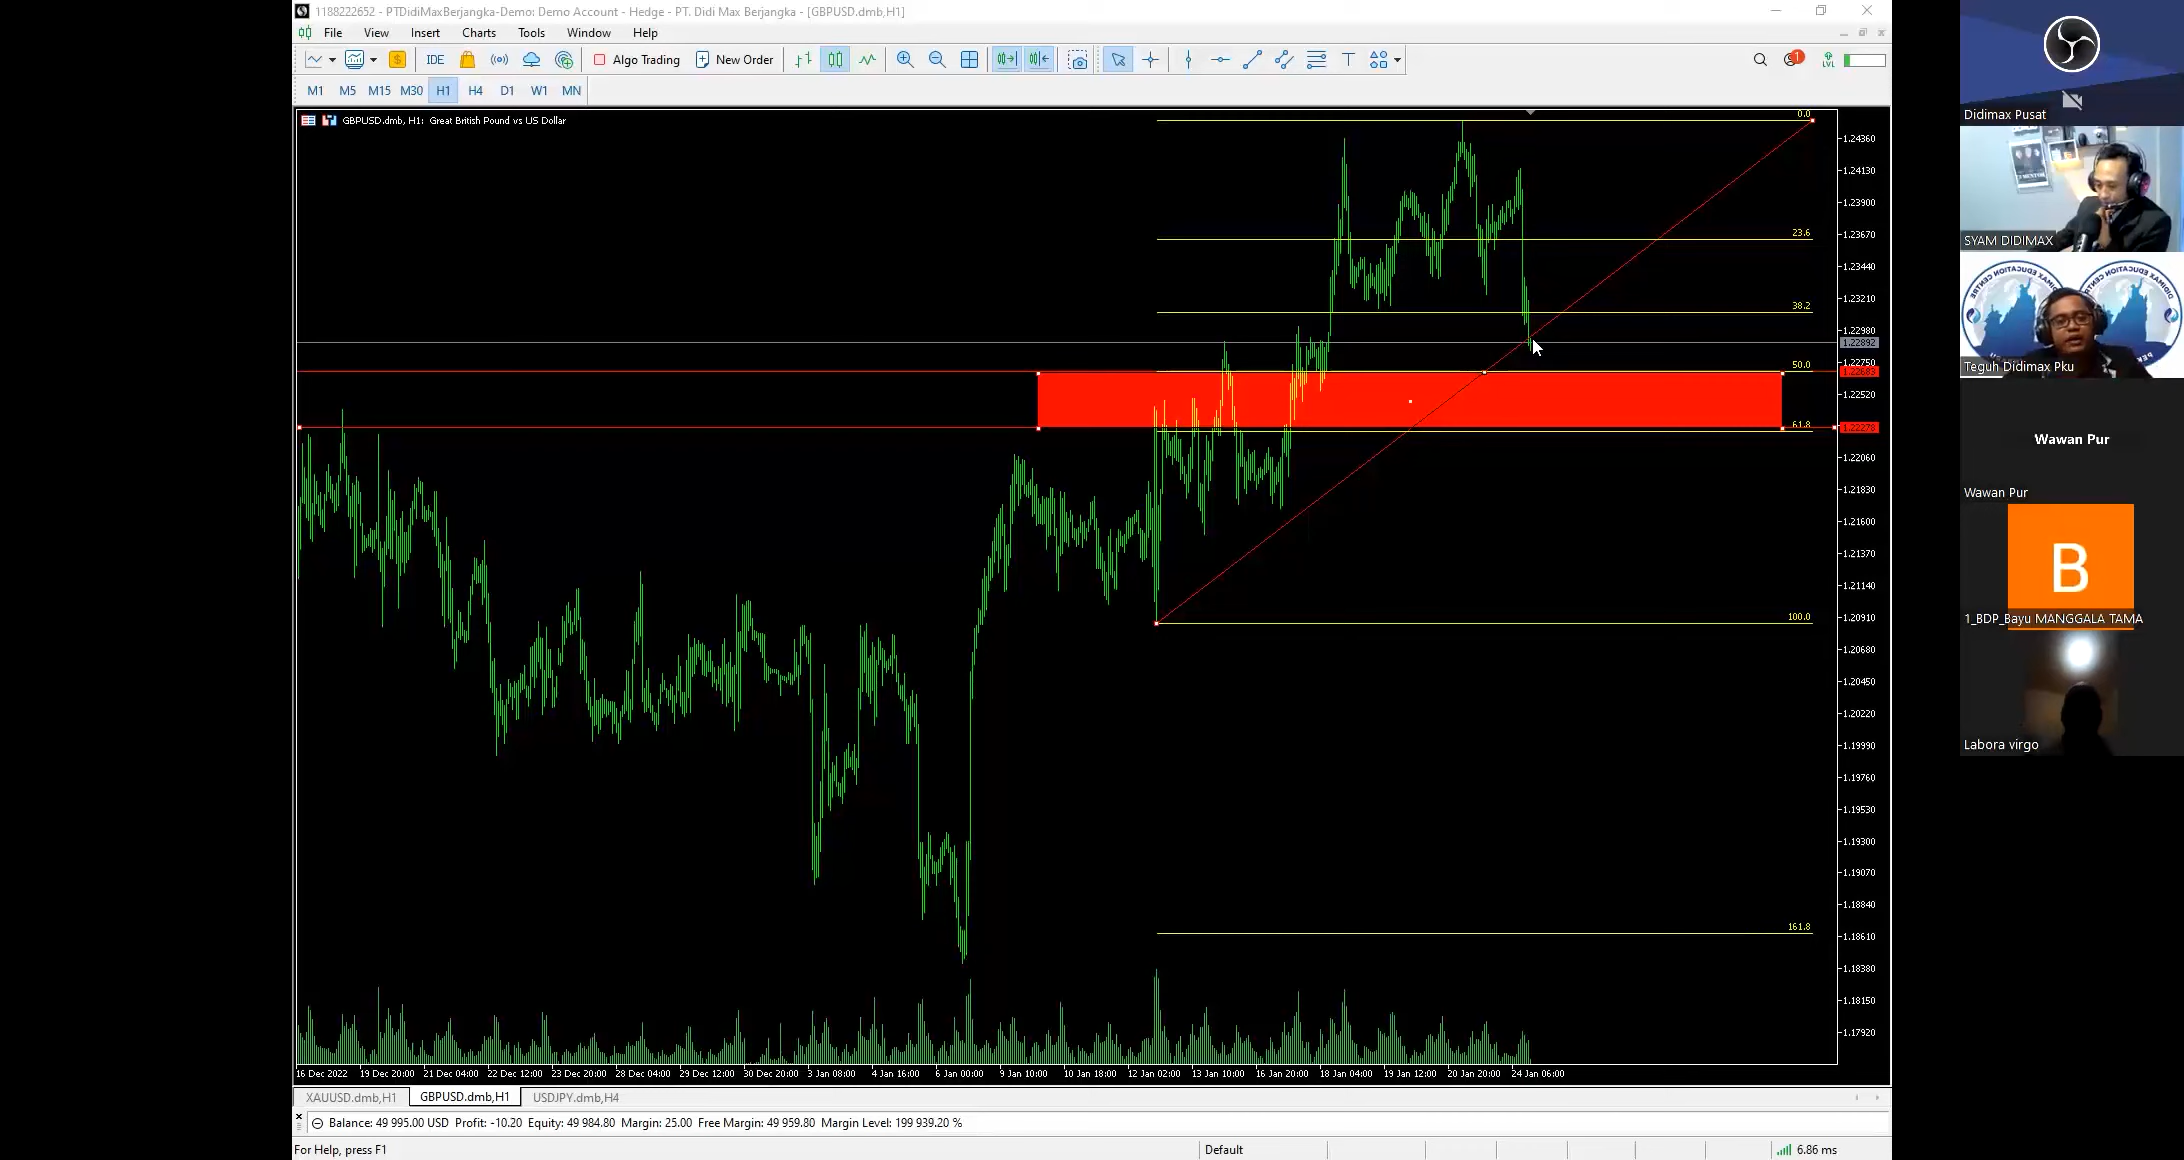 1188222652 - PTDidiMaxBerjangka-Demo: Demo Account - Hedge - PT. Didi Max Berjangka - [GBPUSD.dmb,H1]
File View Insert Charts Tools Window Help
IDE Algo Trading New Order T 1 LVL
M1 M5 M15 M30 H1 H4 D1 W1 MN
GBPUSD.dmb, H1: Great British Pound vs US Dollar
0.0
23.6
38.2
50.0
61.8
100.0
161.8
1.24360
1.24130
1.23900
1.23670
1.23440
1.23210
1.22980
1.22892
1.22750
1.22683
1.22520
1.22278
1.22060
1.21830
1.21600
1.21370
1.21140
1.20910
1.20680
1.20450
1.20220
1.19990
1.19760
1.19530
1.19300
1.19070
1.18840
1.18610
1.18380
1.18150
1.17920
16 Dec 2022 19 Dec 20:00 21 Dec 04:00 22 Dec 12:00 23 Dec 20:00 28 Dec 04:00 29 Dec 12:00 30 Dec 20:00 3 Jan 08:00 4 Jan 16:00 6 Jan 00:00 9 Jan 10:00 10 Jan 18:00 12 Jan 02:00 13 Jan 10:00 16 Jan 20:00 18 Jan 04:00 19 Jan 12:00 20 Jan 20:00 24 Jan 06:00
XAUUSD.dmb,H1 GBPUSD.dmb,H1 USDJPY.dmb,H4
Balance: 49 995.00 USD Profit: -10.20 Equity: 49 984.80 Margin: 25.00 Free Margin: 49 959.80 Margin Level: 199 939.20 %
For Help, press F1 Default 6.86 ms
Didimax Pusat
SYAM DIDIMAX
Teguh Didimax Pku
Wawan Pur
Wawan Pur
B
1_BDP_Bayu MANGGALA TAMA
Labora virgo